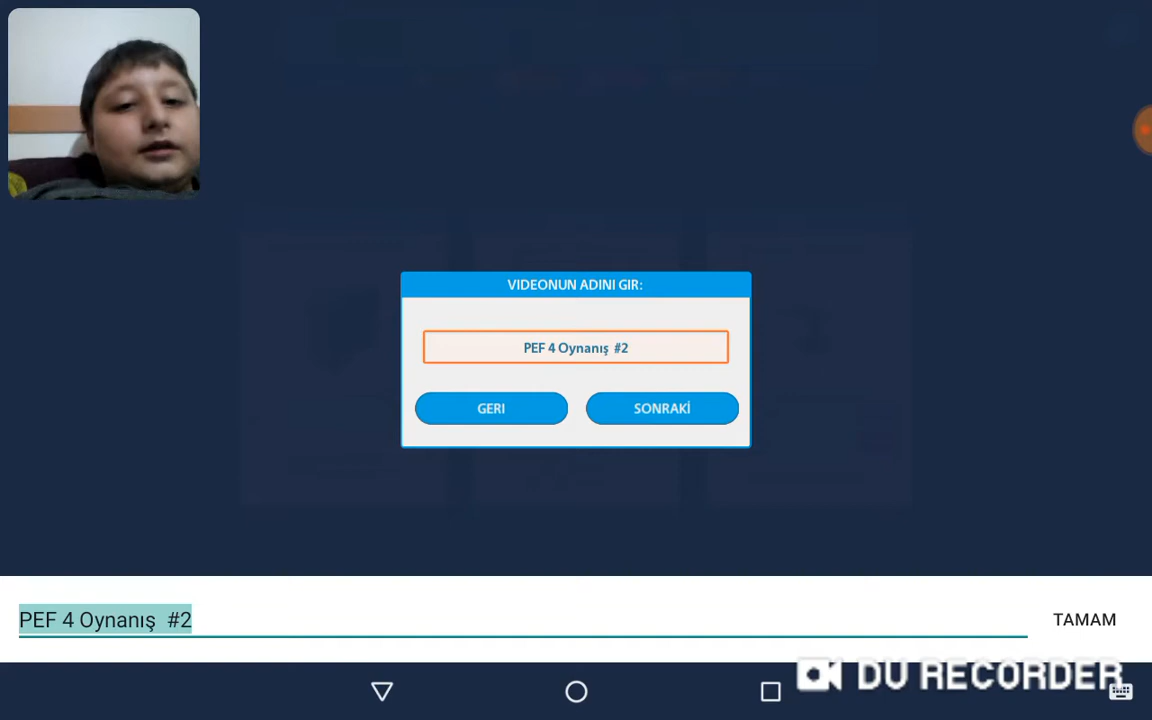 VIDEONUN ADINI GIR:
PEF 4 Oynanış  #2
GERI
SONRAKİ
PEF 4 Oynanış  #2
TAMAM
DU RECORDER